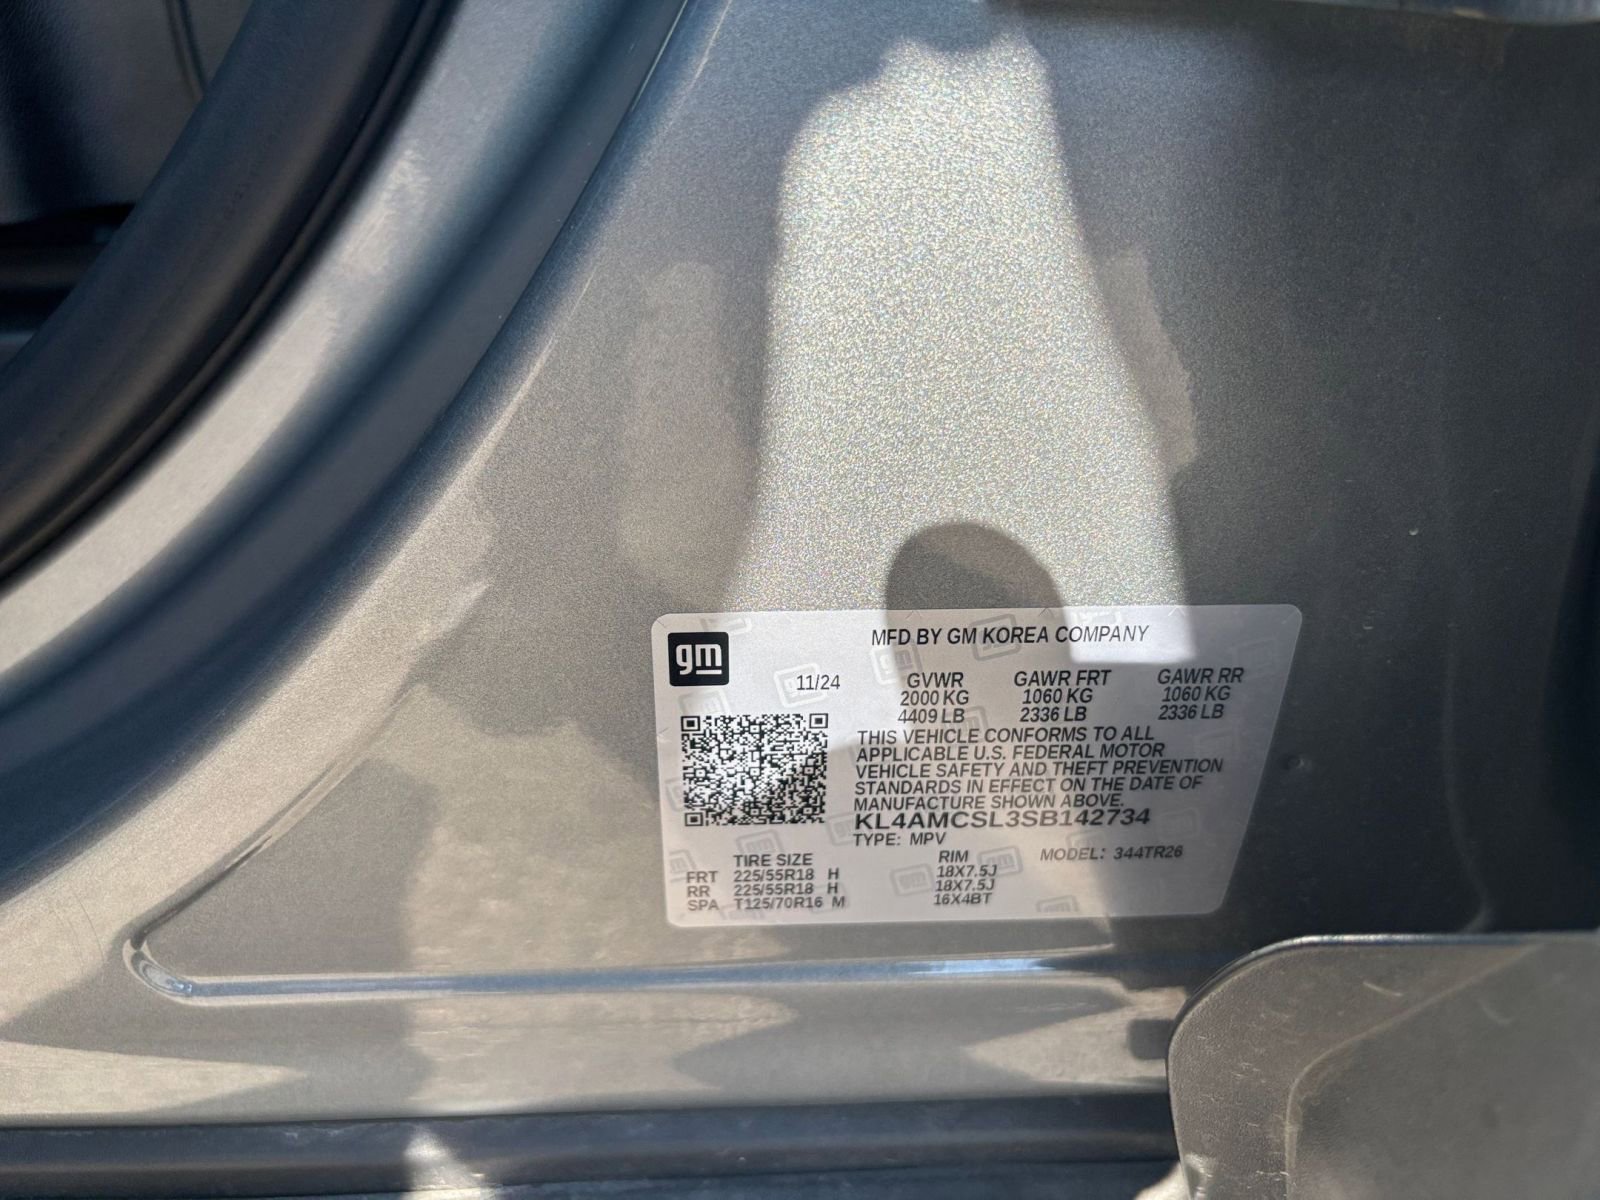 gm
MFD BY GM KOREA COMPANY
11/24 GVWR GAWR FRT GAWR RR
2000 KG 1060 KG 1060 KG
4409 LB 2336 LB 2336 LB
THIS VEHICLE CONFORMS TO ALL
APPLICABLE U.S. FEDERAL MOTOR
VEHICLE SAFETY AND THEFT PREVENTION
STANDARDS IN EFFECT ON THE DATE OF
MANUFACTURE SHOWN ABOVE.
KL4AMCSL3SB142734
TYPE: MPV
TIRE SIZE RIM MODEL: 344TR26
FRT 225/55R18 H 18X7.5J
RR 225/55R18 H 18X7.5J
SPA T125/70R16 M 16X4BT